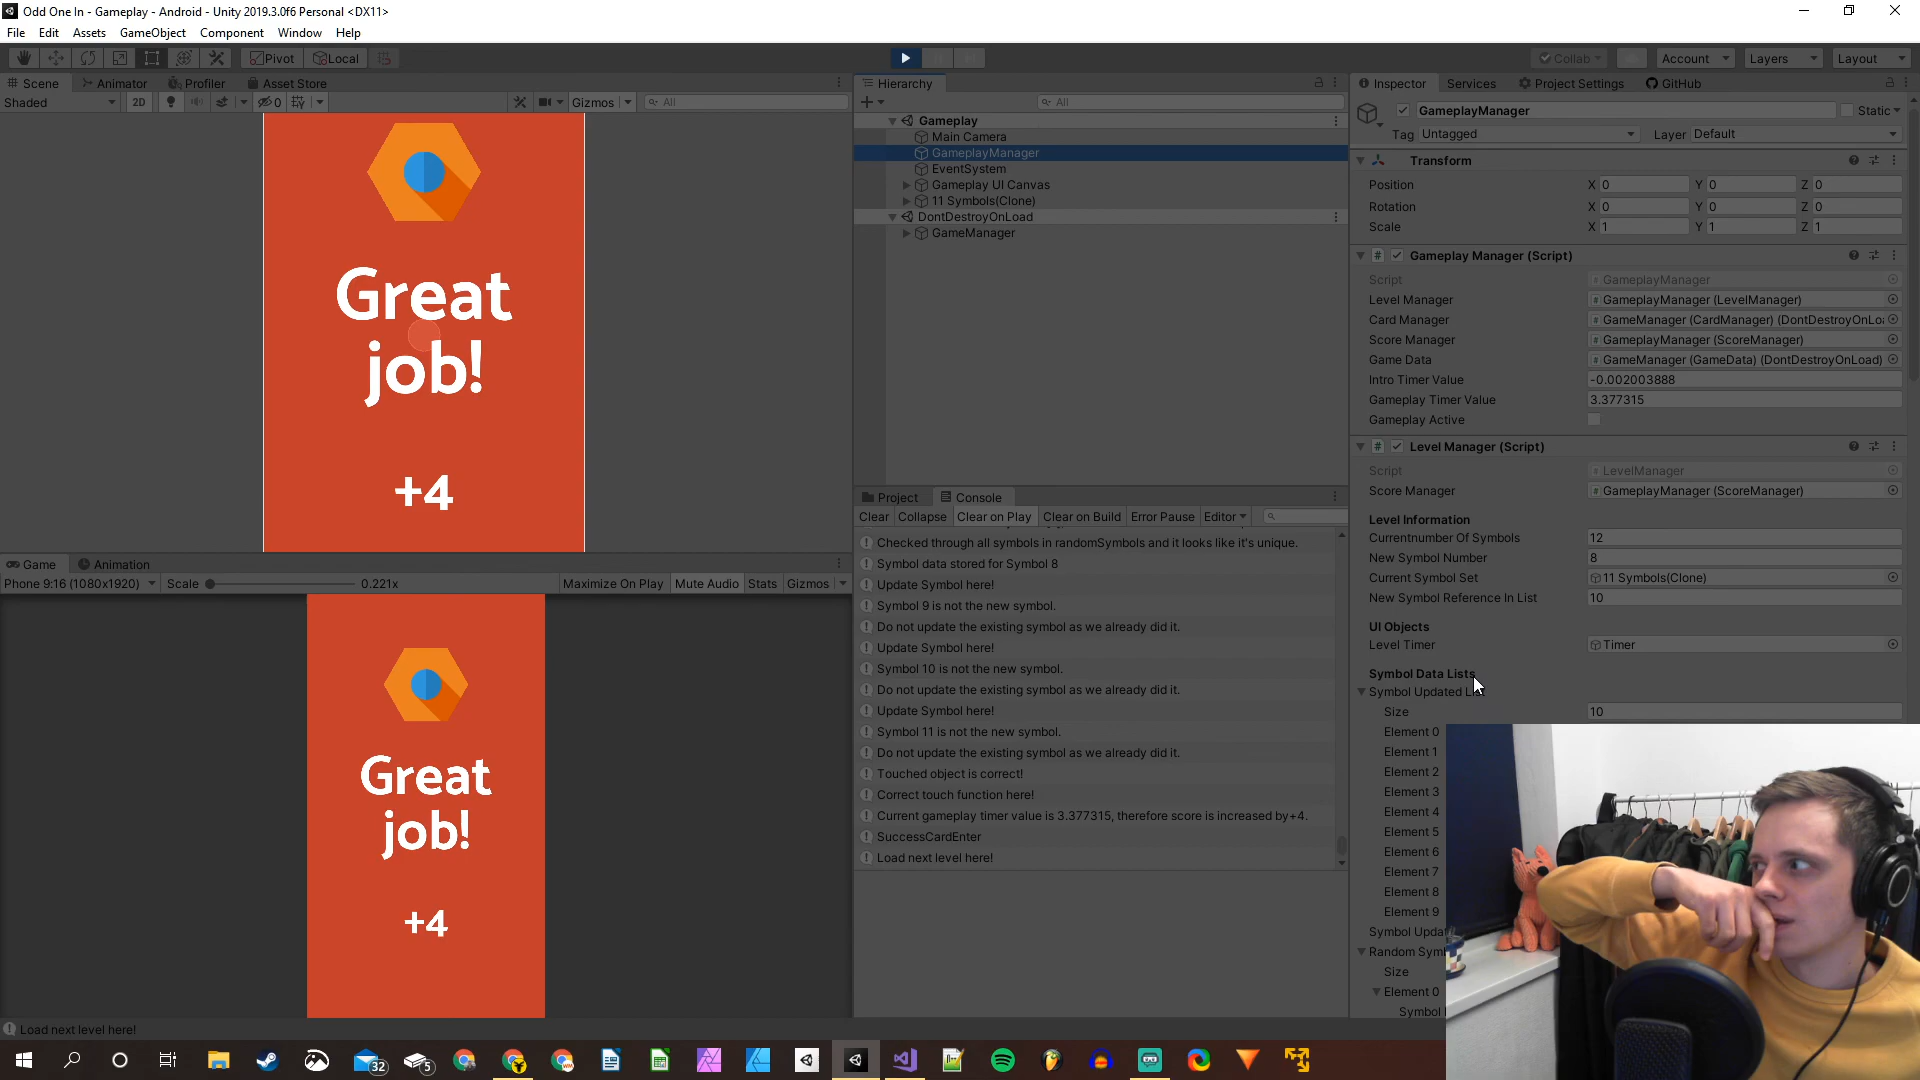 Odd One In - Gameplay - Android - Unity 2019.3.0f6 Personal <DX11>
File Edit Assets GameObject Component Window Help
Pivot Local Collab Account Layers Layout
Scene Animator Profiler Asset Store
Shaded 2D 0 Gizmos All
Great
job!
+4
Game Animation
Phone 9:16 (1080x1920) Scale 0.221x Maximize On Play Mute Audio Stats Gizmos
Great
job!
+4
Load next level here!
Hierarchy
All
Gameplay
Main Camera
GameplayManager
EventSystem
Gameplay UI Canvas
11 Symbols(Clone)
DontDestroyOnLoad
GameManager
Project Console
Clear Collapse Clear on Play Clear on Build Error Pause Editor
Checked through all symbols in randomSymbols and it looks like it's unique.
Symbol data stored for Symbol 8
Update Symbol here!
Symbol 9 is not the new symbol.
Do not update the existing symbol as we already did it.
Update Symbol here!
Symbol 10 is not the new symbol.
Do not update the existing symbol as we already did it.
Update Symbol here!
Symbol 11 is not the new symbol.
Do not update the existing symbol as we already did it.
Touched object is correct!
Correct touch function here!
Current gameplay timer value is 3.377315, therefore score is increased by+4.
SuccessCardEnter
Load next level here!
Inspector Services Project Settings GitHub
GameplayManager Static
Tag Untagged Layer Default
Transform
Position X 0 Y 0 Z 0
Rotation X 0 Y 0 Z 0
Scale X 1 Y 1 Z 1
Gameplay Manager (Script)
Script GameplayManager
Level Manager GameplayManager (LevelManager)
Card Manager GameManager (CardManager) (DontDestroyOnLoa
Score Manager GameplayManager (ScoreManager)
Game Data GameManager (GameData) (DontDestroyOnLoad)
Intro Timer Value -0.002003888
Gameplay Timer Value 3.377315
Gameplay Active
Level Manager (Script)
Script LevelManager
Score Manager GameplayManager (ScoreManager)
Level Information
Currentnumber Of Symbols 12
New Symbol Number 8
Current Symbol Set 11 Symbols(Clone)
New Symbol Reference In List 10
UI Objects
Level Timer Timer
Symbol Data Lists
Symbol Updated List
Size 10
Element 0
Element 1
Element 2
Element 3
Element 4
Element 5
Element 6
Element 7
Element 8
Element 9
Symbol Upda
Random Sym
Size
Element 0
Symbol
32
5